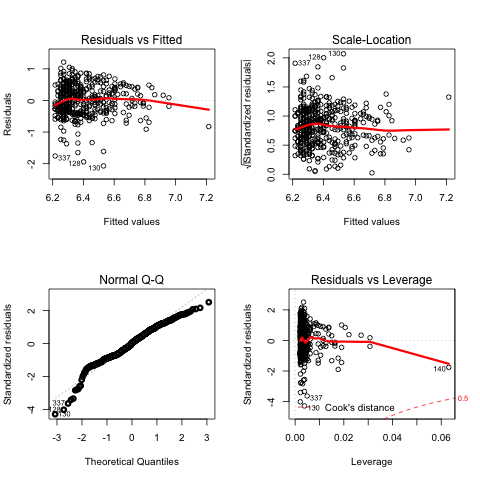 Residuals vs Fitted
Residuals
1
0
-1
-2
337
128
130
6.2 6.4 6.6 6.8 7.0 7.2
Fitted values
Scale-Location
√|Standardized residuals|
2.0
1.5
1.0
0.5
0.0
337
128
130
6.2 6.4 6.6 6.8 7.0 7.2
Fitted values
Normal Q-Q
Standardized residuals
2
0
-2
-4
337
128
130
-3 -2 -1 0 1 2 3
Theoretical Quantiles
Residuals vs Leverage
Standardized residuals
2
0
-2
-4
140
337
130
Cook's distance
0.5
0.00 0.02 0.04 0.06
Leverage